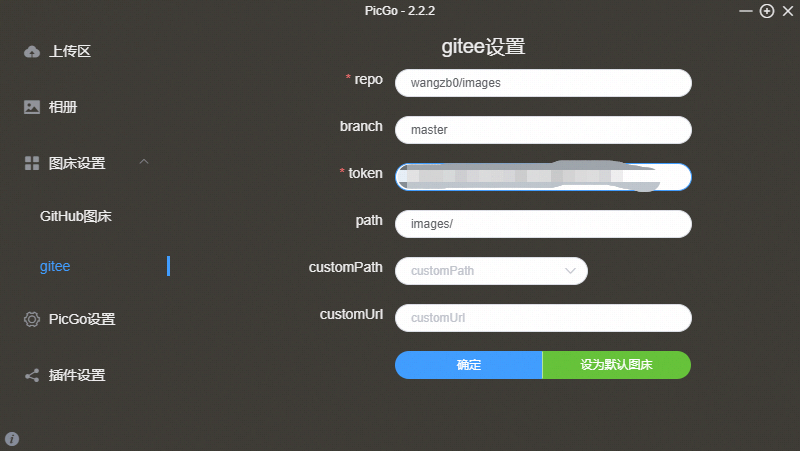 PicGo - 2.2.2
上传区
相册
图床设置
GitHub图床
gitee
PicGo设置
插件设置
gitee设置
* repo
wangzb0/images
branch
master
* token
path
images/
customPath
customPath
customUrl
customUrl
确定
设为默认图床